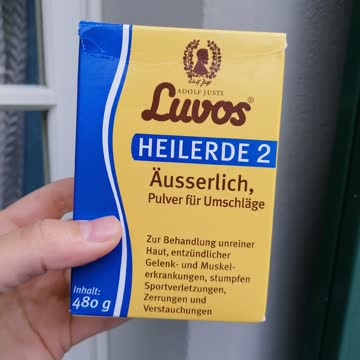 ADOLF JUSTS
Luvos®
HEILERDE 2
Äusserlich,
Pulver für Umschläge
Zur Behandlung unreiner
Haut, entzündlicher
Gelenk- und Muskel-
erkrankungen, stumpfen
Sportverletzungen,
Zerrungen und
Verstauchungen
Inhalt:
480 g